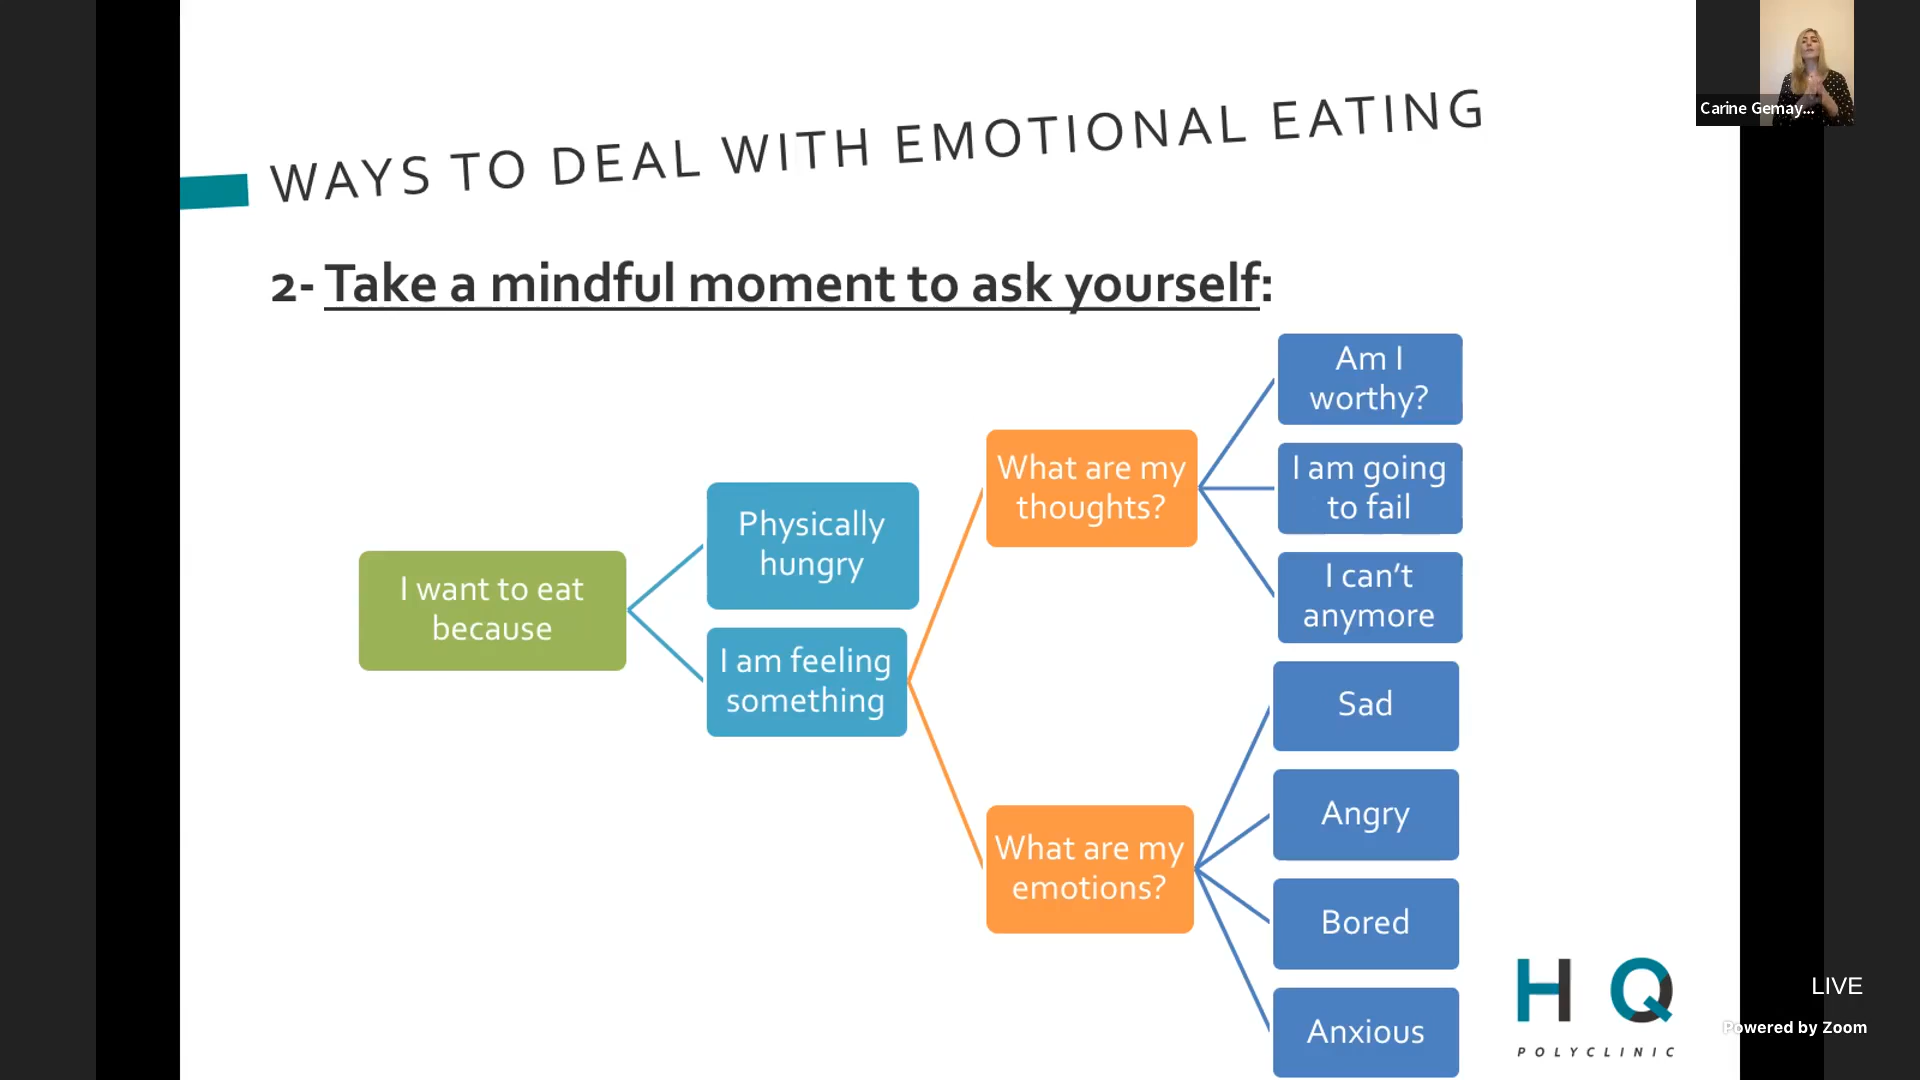 Carine Gemay...
WAYS TO DEAL WITH EMOTIONAL EATING
2- Take a mindful moment to ask yourself:
I want to eat
because
Physically
hungry
I am feeling
something
What are my
thoughts?
Am I
worthy?
I am going
to fail
I can’t
anymore
What are my
emotions?
Sad
Angry
Bored
Anxious
H Q
POLYCLINIC
LIVE
Powered by Zoom